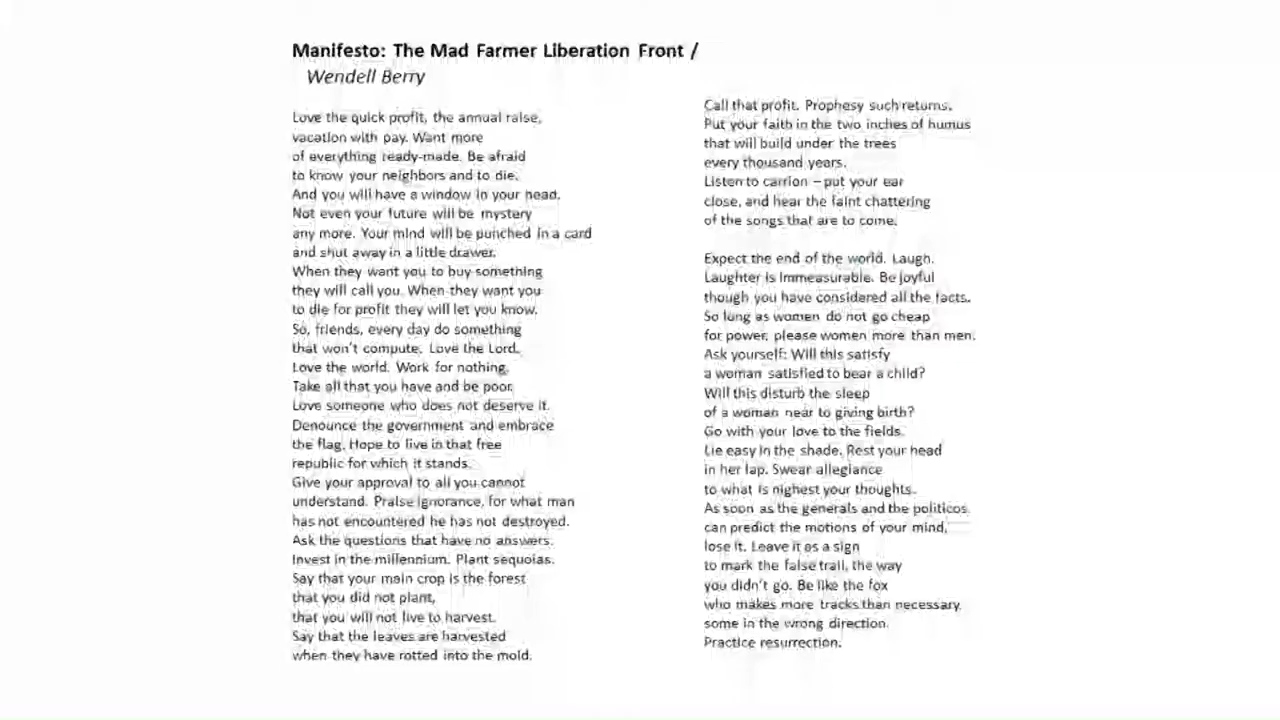 Manifesto: The Mad Farmer Liberation Front /
Wendell Berry
Love the quick profit, the annual raise,
vacation with pay. Want more
of everything ready-made. Be afraid
to know your neighbors and to die.
And you will have a window in your head.
Not even your future will be mystery
any more. Your mind will be punched in a card
and shut away in a little drawer.
When they want you to buy something
they will call you. When they want you
to die for profit they will let you know.
So, friends, every day do something
that won't compute. Love the Lord.
Love the world. Work for nothing.
Take all that you have and be poor.
Love someone who does not deserve it.
Denounce the government and embrace
the flag. Hope to live in that free
republic for which it stands.
Give your approval to all you cannot
understand. Praise ignorance, for what man
has not encountered he has not destroyed.
Ask the questions that have no answers.
Invest in the millennium. Plant sequoias.
Say that your main crop is the forest
that you did not plant,
that you will not live to harvest.
Say that the leaves are harvested
when they have rotted into the mold.
Call that profit. Prophesy such returns.
Put your faith in the two inches of humus
that will build under the trees
every thousand years.
Listen to carrion – put your ear
close, and hear the faint chattering
of the songs that are to come.
Expect the end of the world. Laugh.
Laughter is immeasurable. Be joyful
though you have considered all the facts.
So long as women do not go cheap
for power, please women more than men.
Ask yourself: Will this satisfy
a woman satisfied to bear a child?
Will this disturb the sleep
of a woman near to giving birth?
Go with your love to the fields.
Lie easy in the shade. Rest your head
in her lap. Swear allegiance
to what is nighest your thoughts.
As soon as the generals and the politicos
can predict the motions of your mind,
lose it. Leave it as a sign
to mark the false trail, the way
you didn't go. Be like the fox
who makes more tracks than necessary,
some in the wrong direction.
Practice resurrection.